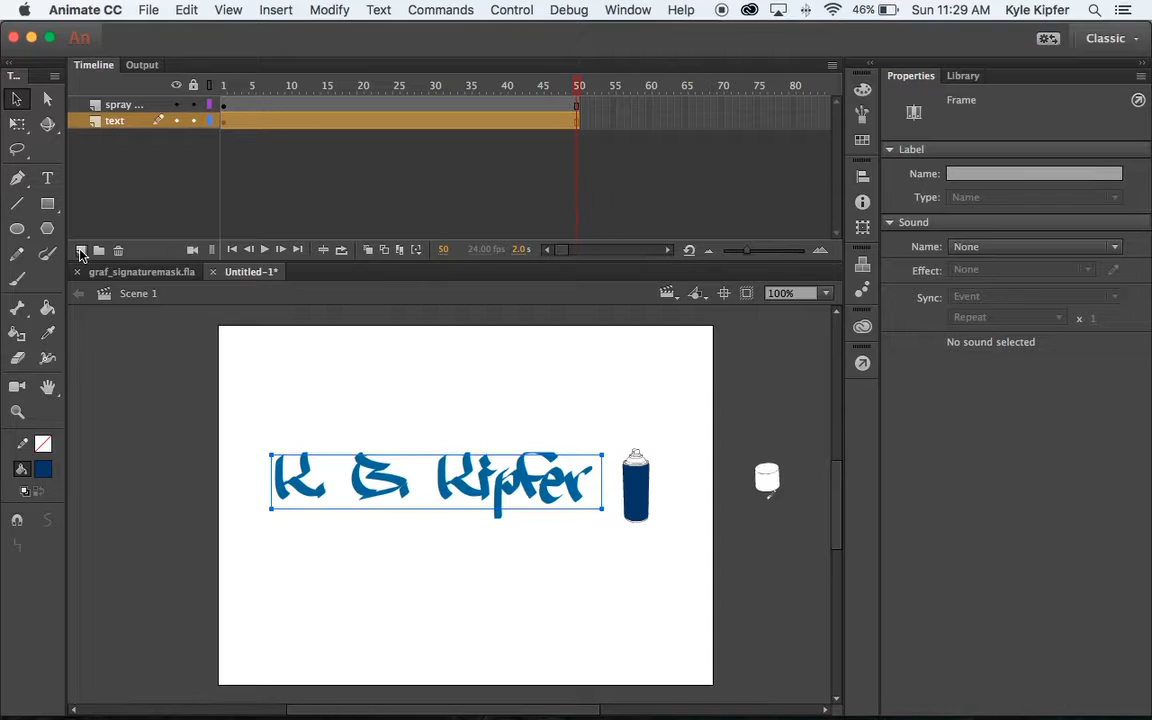 Animate CC File Edit View Insert Modify Text Commands Control Debug Window Help 46% Sun 11:29 AM Kyle Kipfer
An Classic
T... Timeline Output Properties Library
1 5 10 15 20 25 30 35 40 45 50 55 60 65 70 75 80
Frame
spray ...
text
Label
Name:
Type: Name
Sound
Name: None
50 24.00 fps 2.0 s
Effect: None
graf_signaturemask.fla Untitled-1*
Scene 1 100%
Sync: Event
Repeat x 1
No sound selected
K B Kipfer